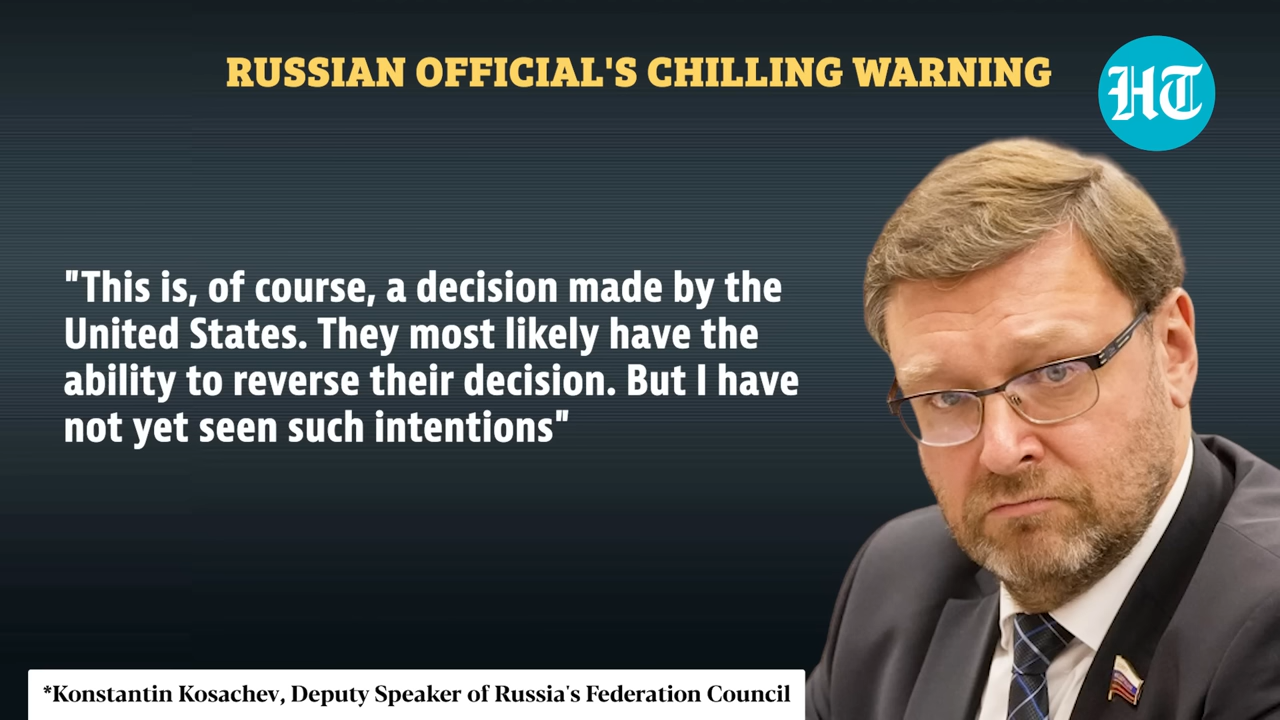 RUSSIAN OFFICIAL'S CHILLING WARNING
HT
"This is, of course, a decision made by the
United States. They most likely have the
ability to reverse their decision. But I have
not yet seen such intentions"
*Konstantin Kosachev, Deputy Speaker of Russia's Federation Council